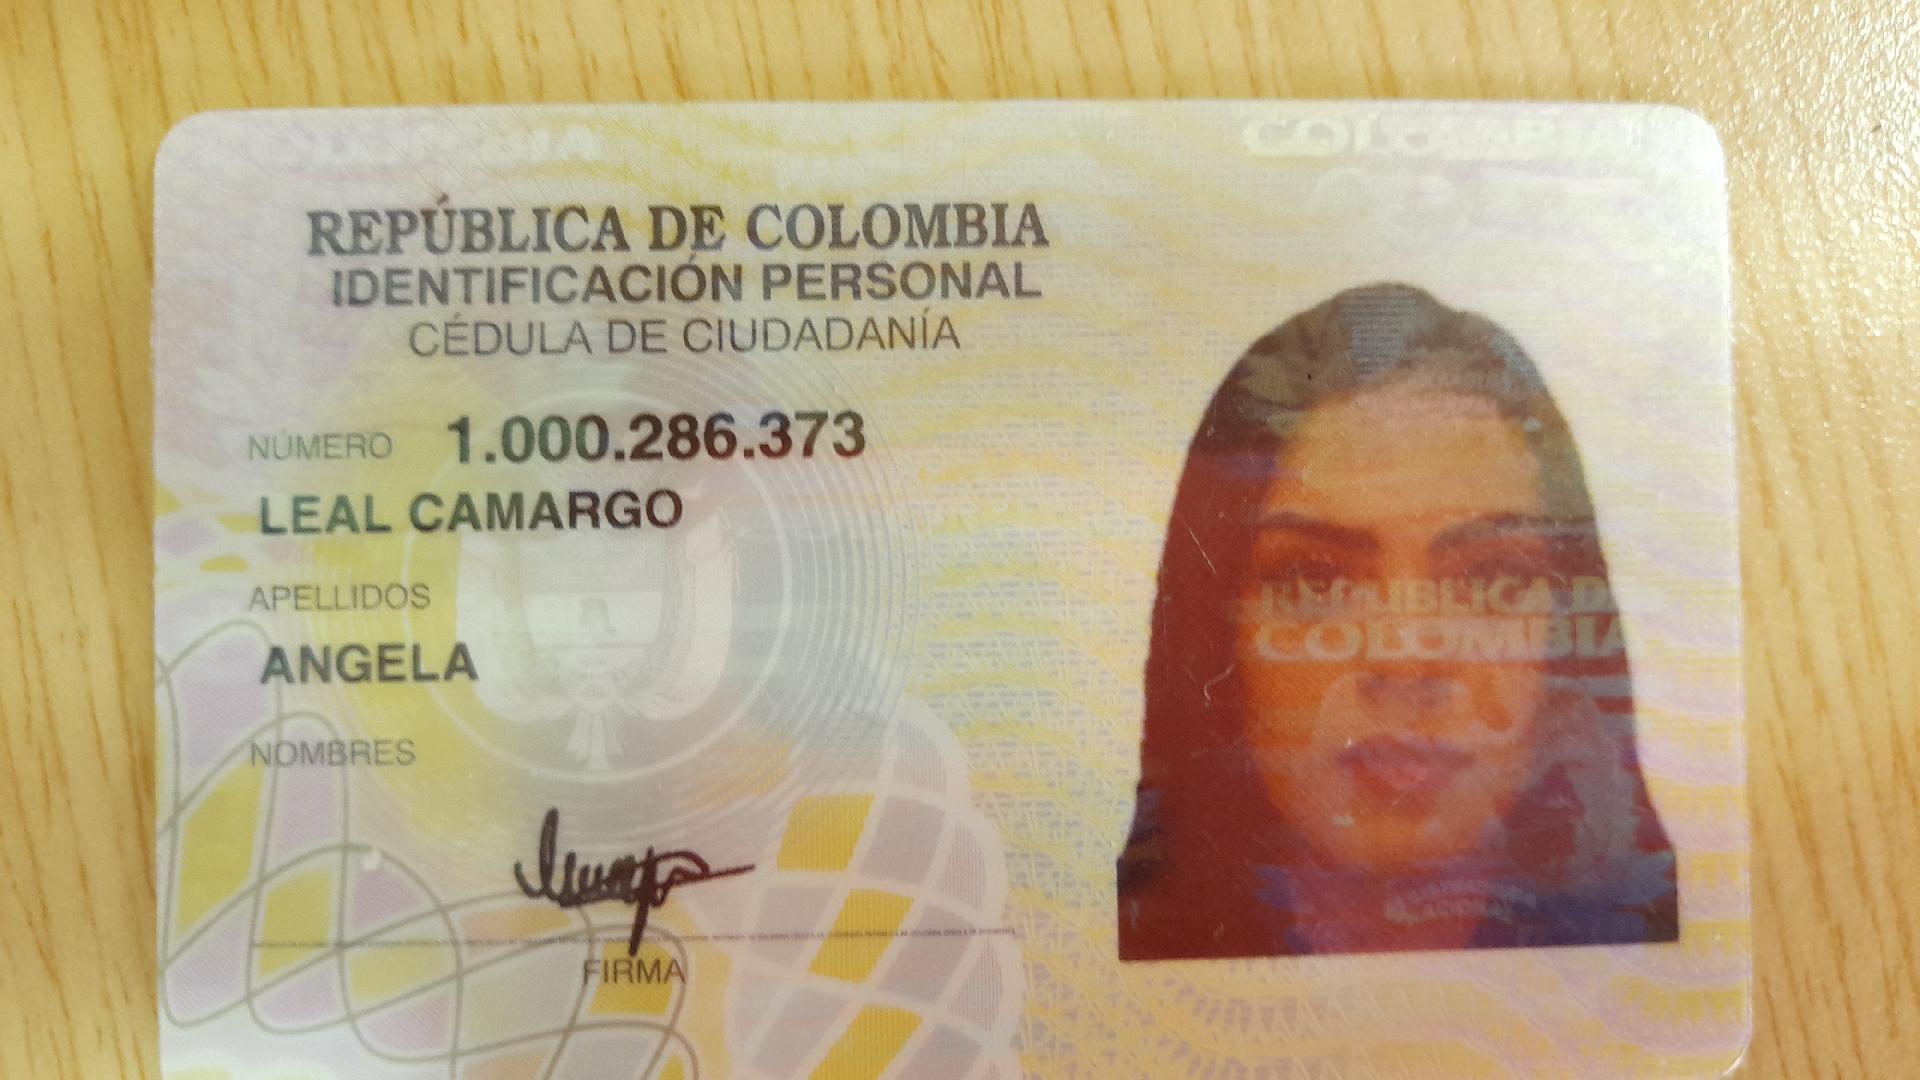 COLOMBIA
REPÚBLICA DE COLOMBIA
IDENTIFICACIÓN PERSONAL
CÉDULA DE CIUDADANÍA
NÚMERO 1.000.286.373
LEAL CAMARGO
APELLIDOS
ANGELA
NOMBRES
FIRMA
REPUBLICA DE
COLOMBIA